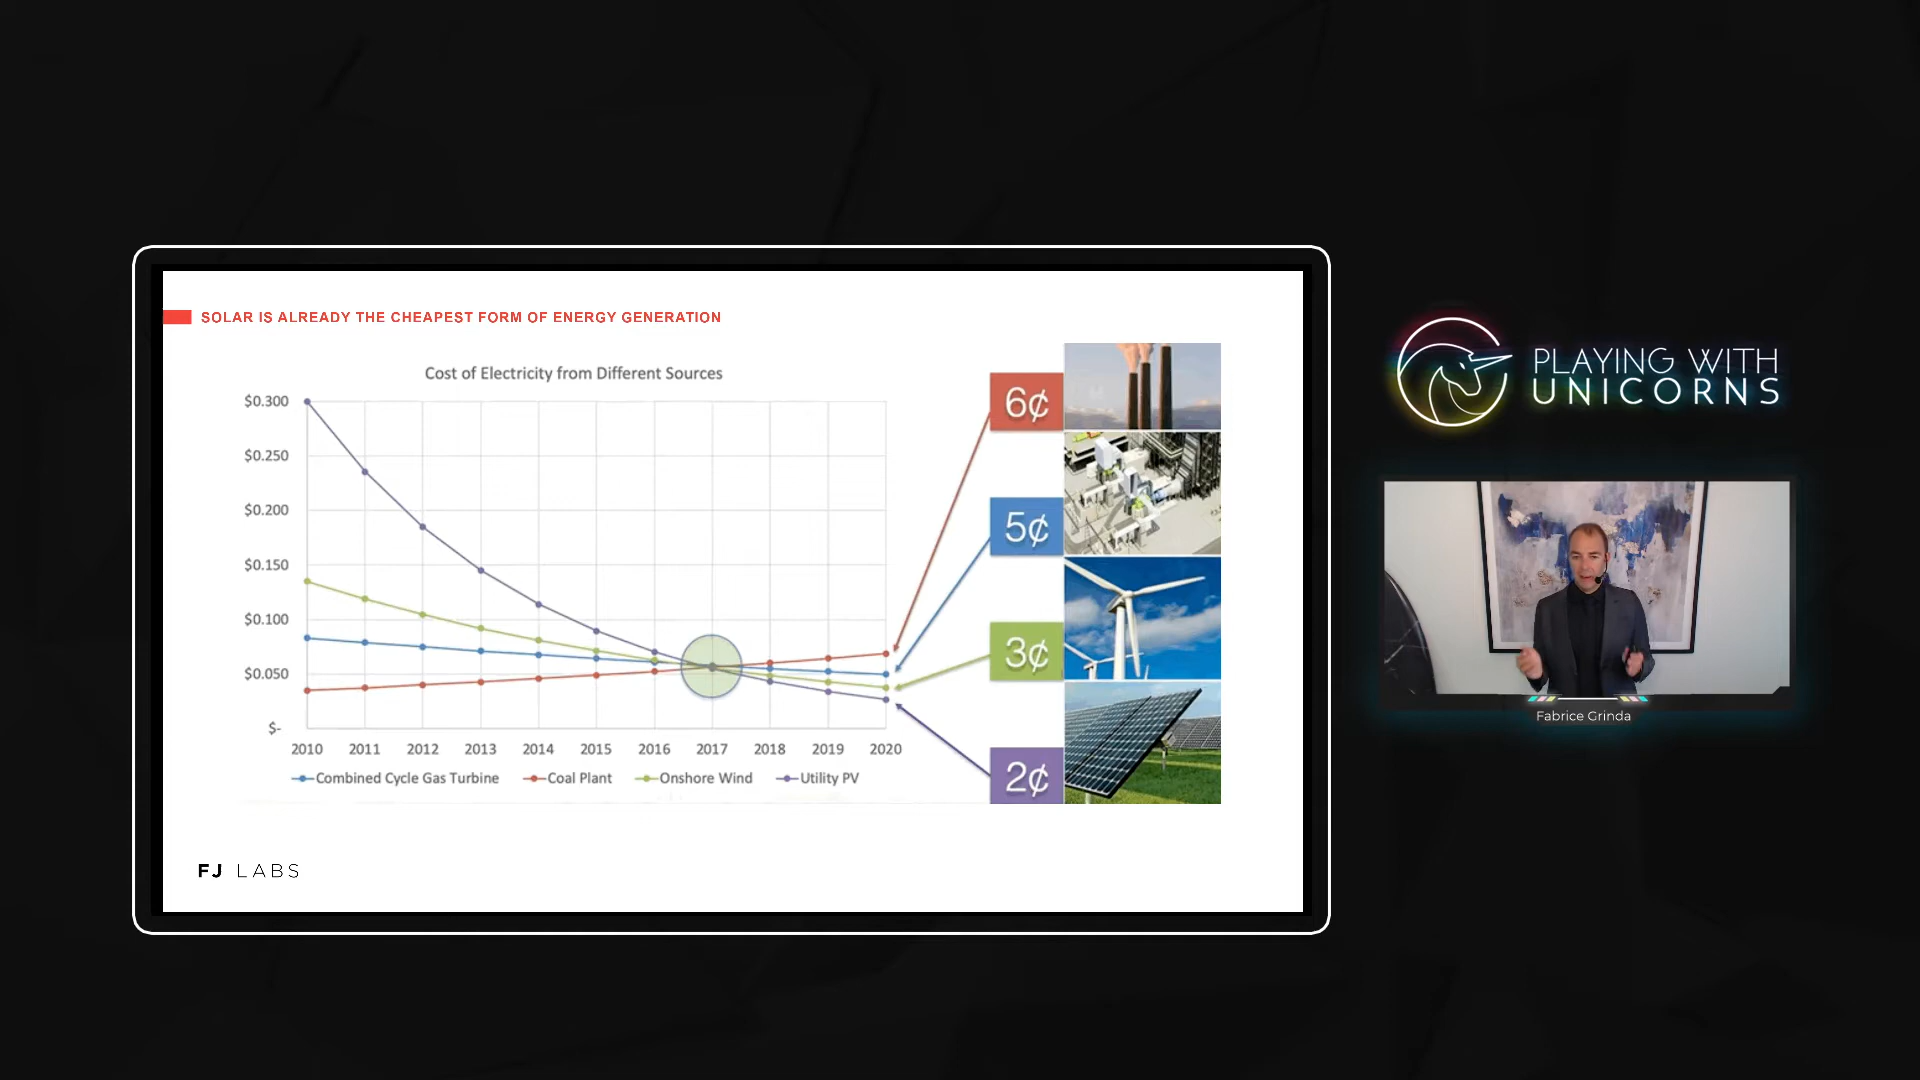 SOLAR IS ALREADY THE CHEAPEST FORM OF ENERGY GENERATION
Cost of Electricity from Different Sources
$0.300
$0.250
$0.200
$0.150
$0.100
$0.050
$-
2010 2011 2012 2013 2014 2015 2016 2017 2018 2019 2020
Combined Cycle Gas Turbine Coal Plant Onshore Wind Utility PV
6¢
5¢
3¢
2¢
FJ LABS
PLAYING WITH
UNICORNS
Fabrice Grinda